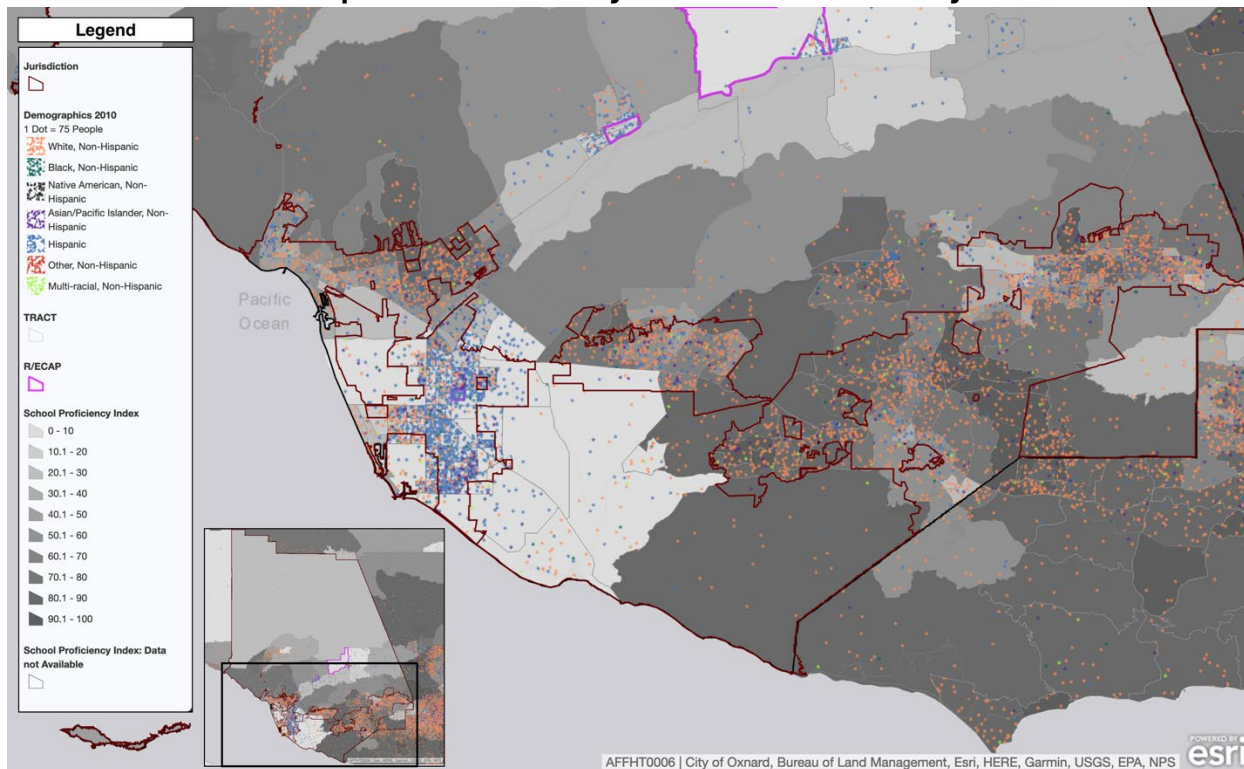 Legend
Jurisdiction
Demographics 2010
1 Dot = 75 People
White, Non-Hispanic
Black, Non-Hispanic
Native American, Non-
Hispanic
Asian/Pacific Islander, Non-
Hispanic
Hispanic
Other, Non-Hispanic
Multi-racial, Non-Hispanic
TRACT
R/ECAP
School Proficiency Index
0 - 10
10.1 - 20
20.1 - 30
30.1 - 40
40.1 - 50
50.1 - 60
60.1 - 70
70.1 - 80
80.1 - 90
90.1 - 100
School Proficiency Index: Data
not Available
Pacific
Ocean
AFFHT0006 | City of Oxnard, Bureau of Land Management, Esri, HERE, Garmin, USGS, EPA, NPS
POWERED BY
esri